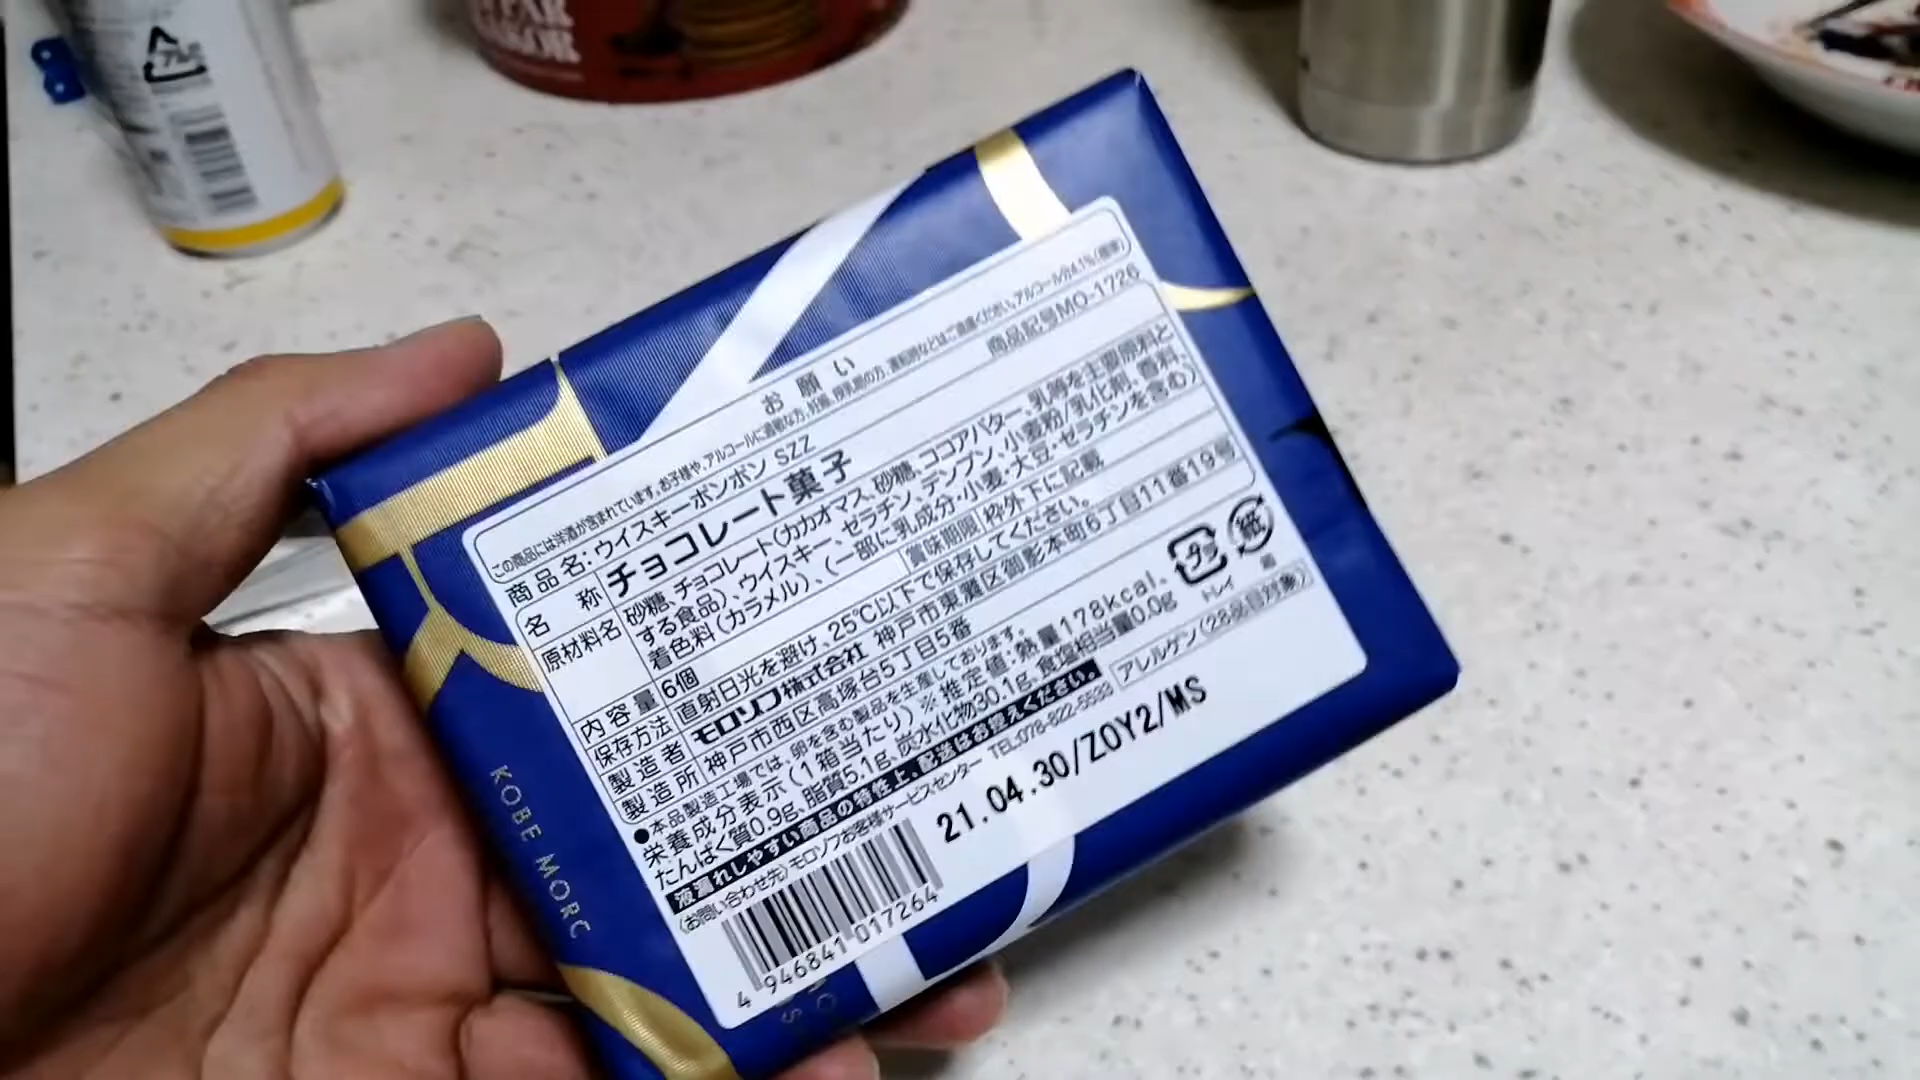 お願い
この商品には洋酒が含まれています。お子様や、アルコールに過敏な方、妊娠、授乳期の方、運転時などはご遠慮ください。アルコール分4.1%(標準)
商品名:ウイスキーボンボン SZZ 商品記号MO-1726
名称 チョコレート菓子
原材料名 砂糖、チョコレート(カカオマス、砂糖、ココアバター、乳等を主要原料と
する食品)、ウイスキー、ゼラチン、デンプン、小麦粉/乳化剤、香料、
着色料(カラメル)、(一部に乳成分・小麦・大豆・ゼラチンを含む)
内容量 6個 賞味期限 枠外下に記載
保存方法 直射日光を避け、25℃以下で保存してください。
製造者 モロゾフ株式会社 神戸市東灘区御影本町6丁目11番19号
製造所 神戸市西区高塚台5丁目5番
●本品製造工場では、卵を含む製品を生産しております。
栄養成分表示(1箱当たり)※推定値:熱量178kcal、
たんぱく質0.9g、脂質5.1g、炭水化物30.1g、食塩相当量0.0g
プラ
トレイ
紙
箱
液漏れしやすい商品の特性上、配送はお控えください。
アレルゲン(28品目対象)
(お問い合わせ先)モロゾフお客様サービスセンター TEL:078-822-5533
21.04.30/ZOY2/MS
4 946841 017264
KOBE MORO